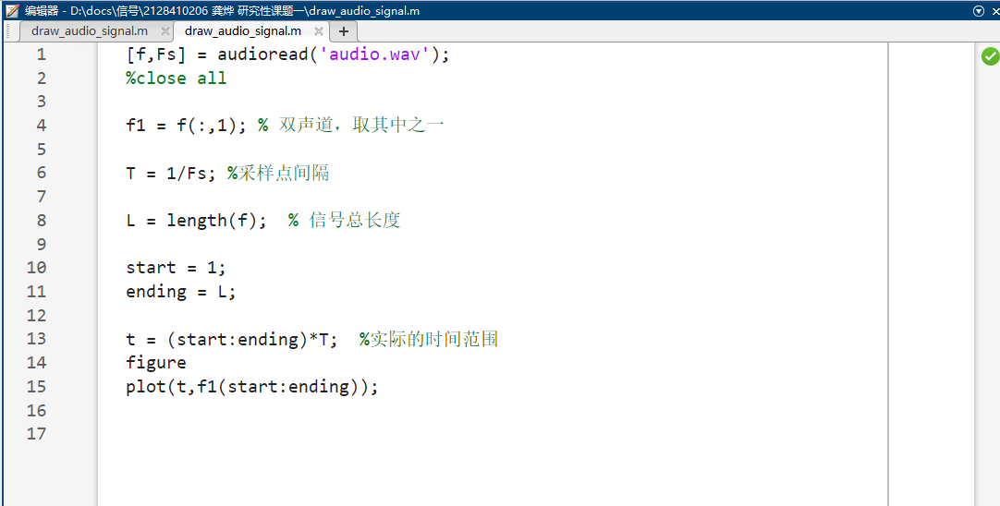 编辑器 - D:\docs\信号\2128410206 龚烨 研究性课题一\draw_audio_signal.m
draw_audio_signal.m × draw_audio_signal.m × +
1 [f,Fs] = audioread('audio.wav');
2 %close all
3
4 f1 = f(:,1); % 双声道，取其中之一
5
6 T = 1/Fs; %采样点间隔
7
8 L = length(f);  % 信号总长度
9
10 start = 1;
11 ending = L;
12
13 t = (start:ending)*T;  %实际的时间范围
14 figure
15 plot(t,f1(start:ending));
16
17